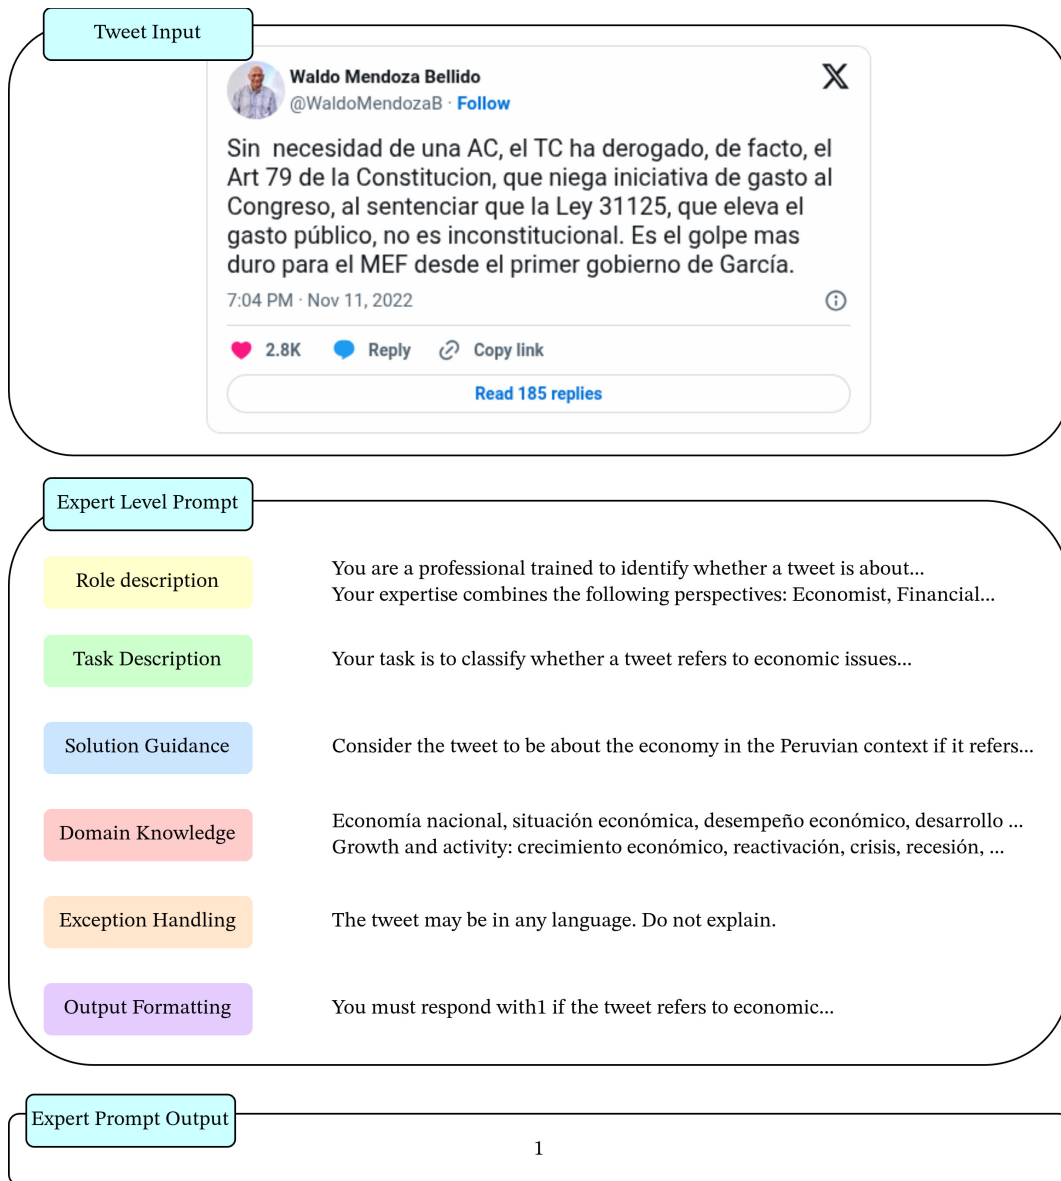 Tweet Input
Waldo Mendoza Bellido
@WaldoMendozaB · Follow
Sin necesidad de una AC, el TC ha derogado, de facto, el
Art 79 de la Constitucion, que niega iniciativa de gasto al
Congreso, al sentenciar que la Ley 31125, que eleva el
gasto público, no es inconstitucional. Es el golpe mas
duro para el MEF desde el primer gobierno de García.
7:04 PM · Nov 11, 2022
2.8K Reply Copy link
Read 185 replies
Expert Level Prompt
Role description
You are a professional trained to identify whether a tweet is about...
Your expertise combines the following perspectives: Economist, Financial...
Task Description
Your task is to classify whether a tweet refers to economic issues...
Solution Guidance
Consider the tweet to be about the economy in the Peruvian context if it refers...
Domain Knowledge
Economía nacional, situación económica, desempeño económico, desarrollo ...
Growth and activity: crecimiento económico, reactivación, crisis, recesión, ...
Exception Handling
The tweet may be in any language. Do not explain.
Output Formatting
You must respond with1 if the tweet refers to economic...
Expert Prompt Output
1